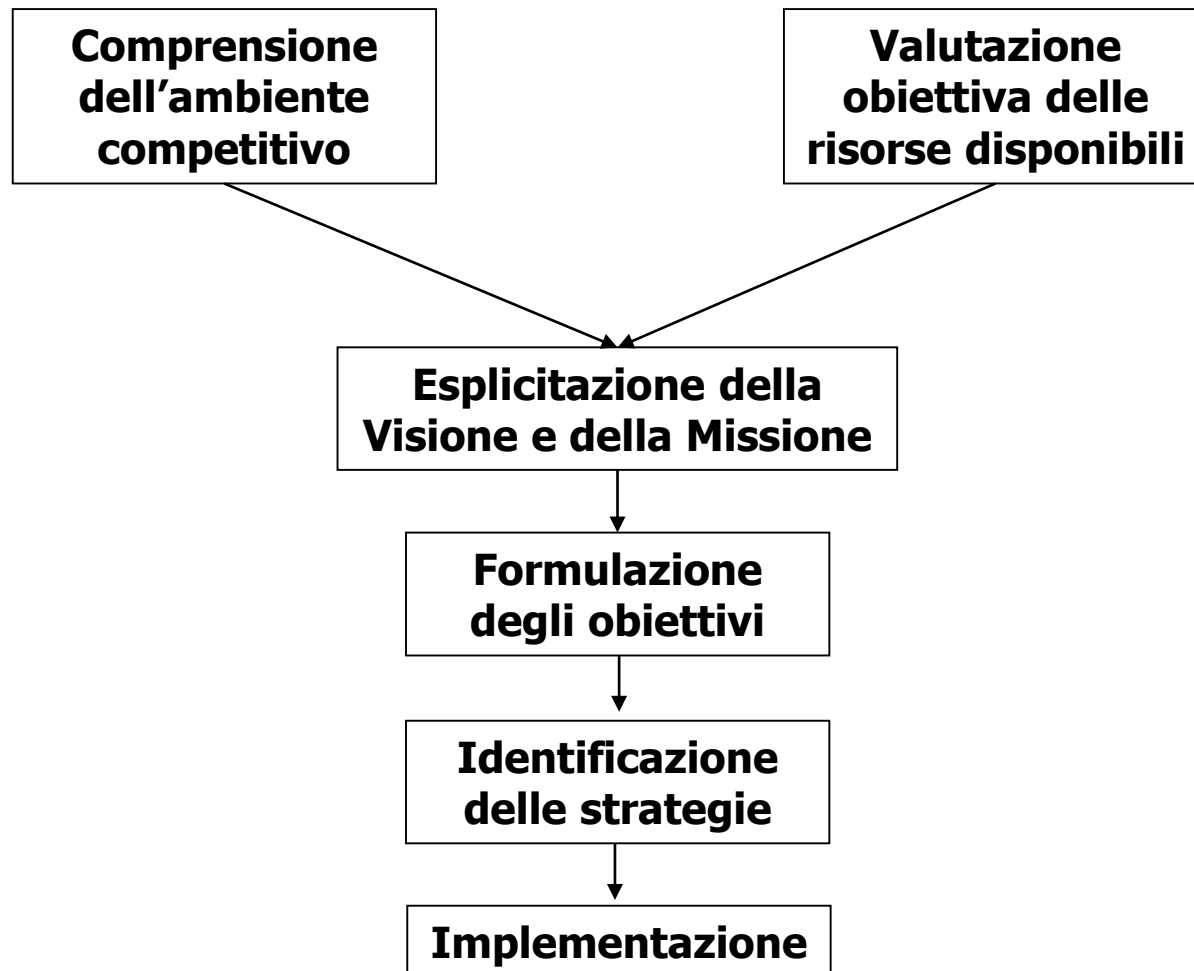 Comprensione
dell’ambiente
competitivo
Valutazione
obiettiva delle
risorse disponibili
Esplicitazione della
Visione e della Missione
Formulazione
degli obiettivi
Identificazione
delle strategie
Implementazione